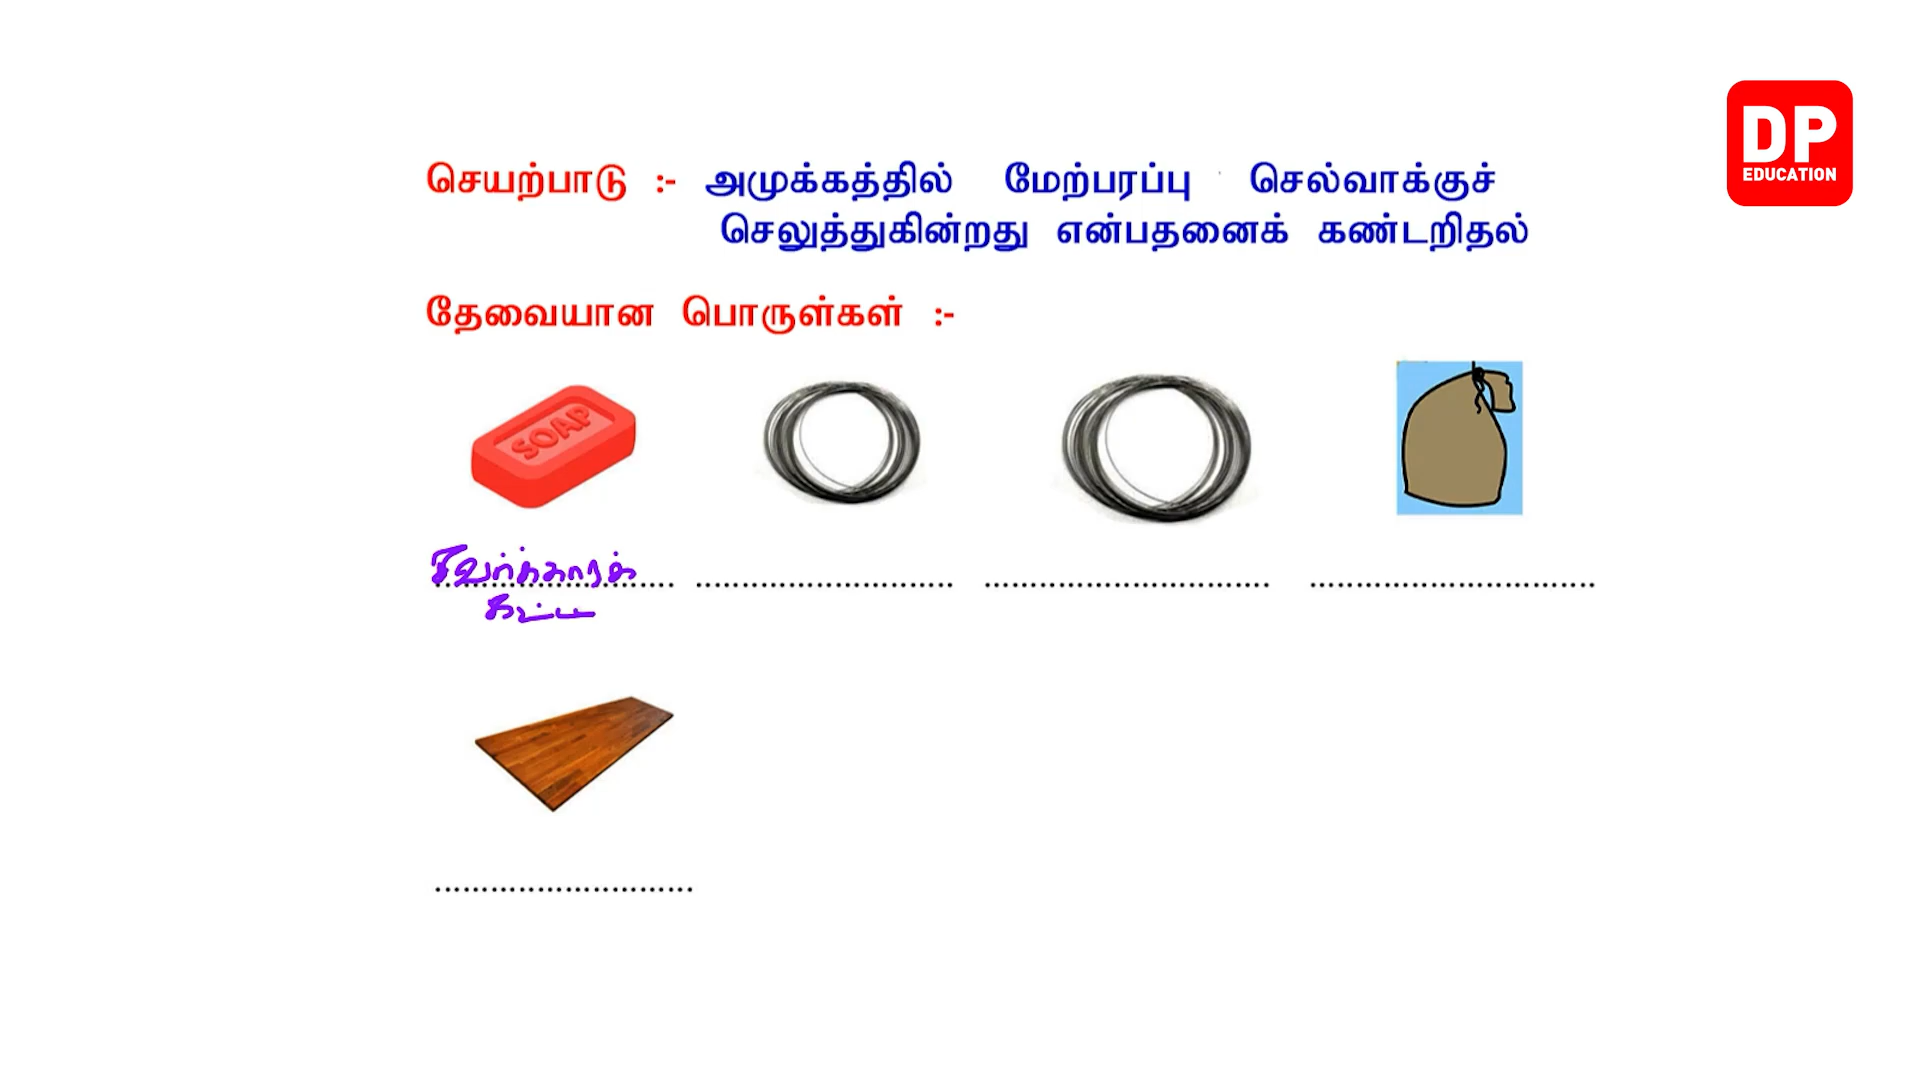 DP
EDUCATION
செயற்பாடு :- அமுக்கத்தில் மேற்பரப்பு செல்வாக்குச்
செலுத்துகின்றது என்பதனைக் கண்டறிதல்
தேவையான பொருள்கள் :-
SOAP
சவர்க்காரக்
கட்டி